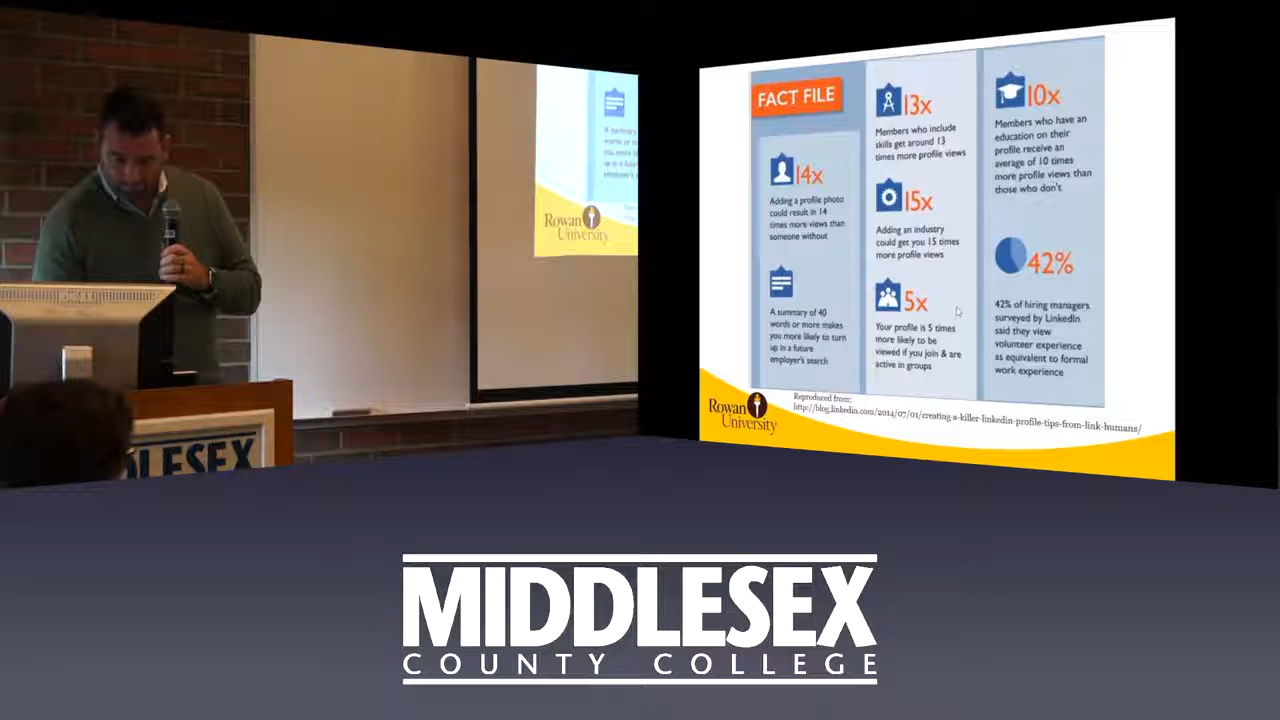 Rowan
University
DLESEX
FACT FILE
14x
Adding a profile photo
could result in 14
times more views than
someone without
A summary of 40
words or more makes
you more likely to turn
up in a future
employer's search
13x
Members who include
skills get around 13
times more profile views
15x
Adding an industry
could get you 15 times
more profile views
5x
Your profile is 5 times
more likely to be
viewed if you join & are
active in groups
10x
Members who have an
education on their
profile receive an
average of 10 times
more profile views than
those who don't
42%
42% of hiring managers
surveyed by LinkedIn
said they view
volunteer experience
as equivalent to formal
work experience
Reproduced from:
http://blog.linkedin.com/2014/07/01/creating-a-killer-linkedin-profile-tips-from-link-humans/
Rowan
University
MIDDLESEX
COUNTY COLLEGE